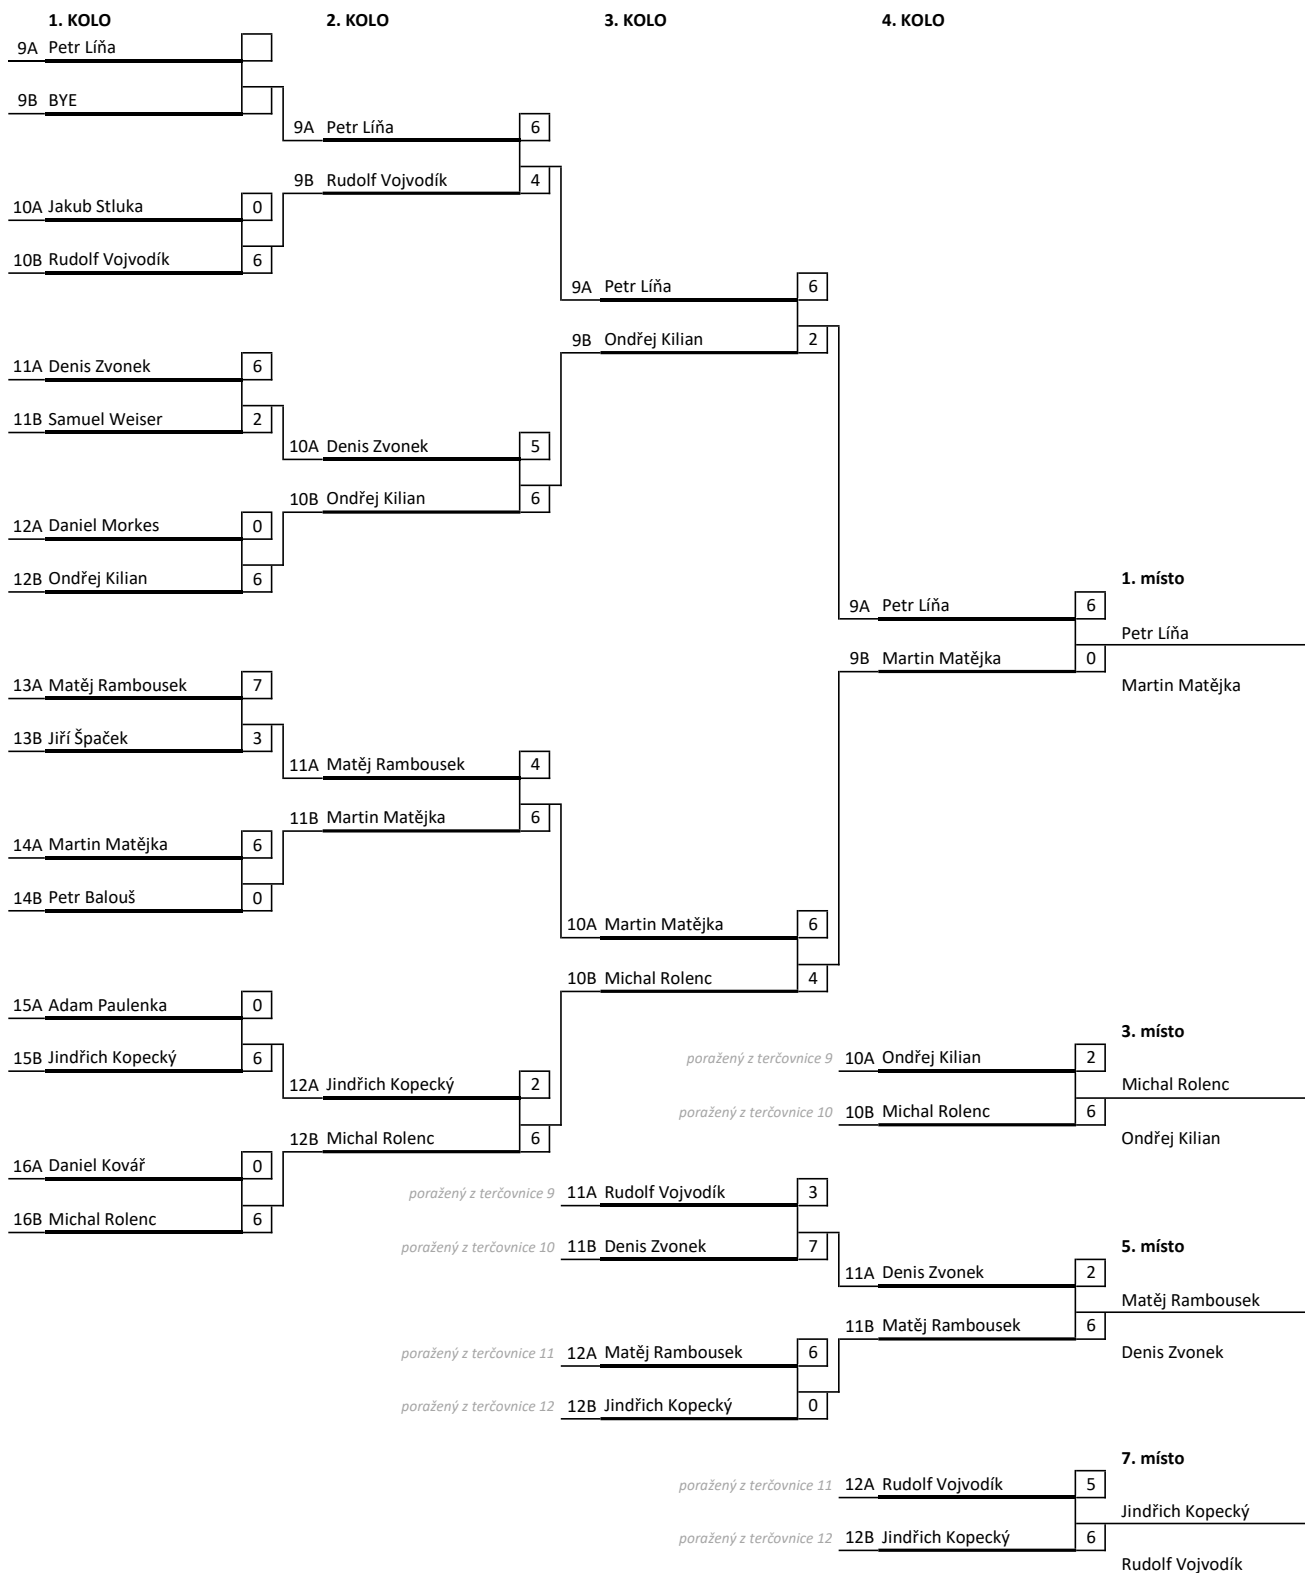 1. KOLO
2. KOLO
3. KOLO
4. KOLO
9A Petr Líňa
9B BYE
9A Petr Líňa 6
9B Rudolf Vojvodík 4
10A Jakub Stluka 0
10B Rudolf Vojvodík 6
9A Petr Líňa 6
9B Ondřej Kilian 2
11A Denis Zvonek 6
11B Samuel Weiser 2
10A Denis Zvonek 5
10B Ondřej Kilian 6
12A Daniel Morkes 0
12B Ondřej Kilian 6
1. místo
9A Petr Líňa 6
Petr Líňa
9B Martin Matějka 0
Martin Matějka
13A Matěj Rambousek 7
13B Jiří Špaček 3
11A Matěj Rambousek 4
11B Martin Matějka 6
14A Martin Matějka 6
14B Petr Balouš 0
10A Martin Matějka 6
10B Michal Rolenc 4
15A Adam Paulenka 0
15B Jindřich Kopecký 6
3. místo
poražený z terčovnice 9 10A Ondřej Kilian 2
Michal Rolenc
poražený z terčovnice 10 10B Michal Rolenc 6
Ondřej Kilian
12A Jindřich Kopecký 2
12B Michal Rolenc 6
16A Daniel Kovář 0
16B Michal Rolenc 6
poražený z terčovnice 9 11A Rudolf Vojvodík 3
poražený z terčovnice 10 11B Denis Zvonek 7
5. místo
11A Denis Zvonek 2
Matěj Rambousek
11B Matěj Rambousek 6
Denis Zvonek
poražený z terčovnice 11 12A Matěj Rambousek 6
poražený z terčovnice 12 12B Jindřich Kopecký 0
7. místo
poražený z terčovnice 11 12A Rudolf Vojvodík 5
Jindřich Kopecký
poražený z terčovnice 12 12B Jindřich Kopecký 6
Rudolf Vojvodík